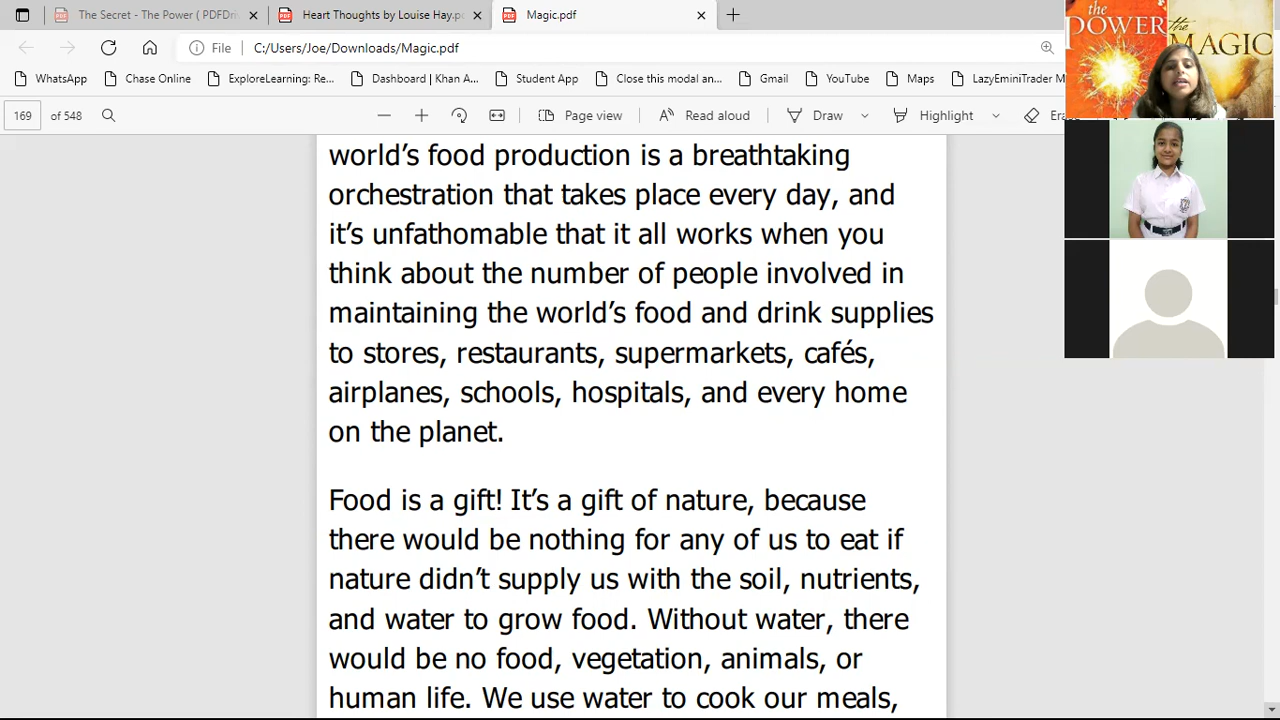 The Secret - The Power ( PDFDri
Heart Thoughts by Louise Hay.p
Magic.pdf
File C:/Users/Joe/Downloads/Magic.pdf
WhatsApp Chase Online ExploreLearning: Re... Dashboard | Khan A... Student App Close this modal an... Gmail YouTube Maps LazyEminiTrader M
169 of 548 Page view Read aloud Draw Highlight Era
the POWER
the MAGIC
world's food production is a breathtaking
orchestration that takes place every day, and
it's unfathomable that it all works when you
think about the number of people involved in
maintaining the world's food and drink supplies
to stores, restaurants, supermarkets, cafés,
airplanes, schools, hospitals, and every home
on the planet.
Food is a gift! It's a gift of nature, because
there would be nothing for any of us to eat if
nature didn't supply us with the soil, nutrients,
and water to grow food. Without water, there
would be no food, vegetation, animals, or
human life. We use water to cook our meals,